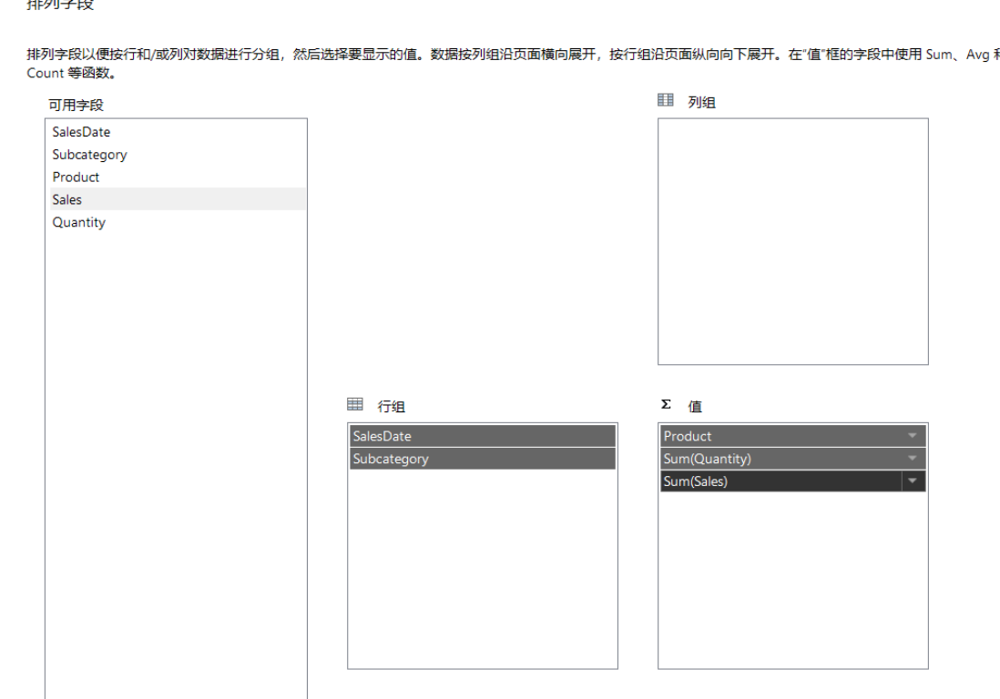 排列字段
排列字段以便按行和/或列对数据进行分组，然后选择要显示的值。数据按列组沿页面横向展开，按行组沿页面纵向向下展开。在“值”框的字段中使用 Sum、Avg 和
Count 等函数。
可用字段
列组
SalesDate
Subcategory
Product
Sales
Quantity
行组
Σ 值
SalesDate
Product
Subcategory
Sum(Quantity)
Sum(Sales)